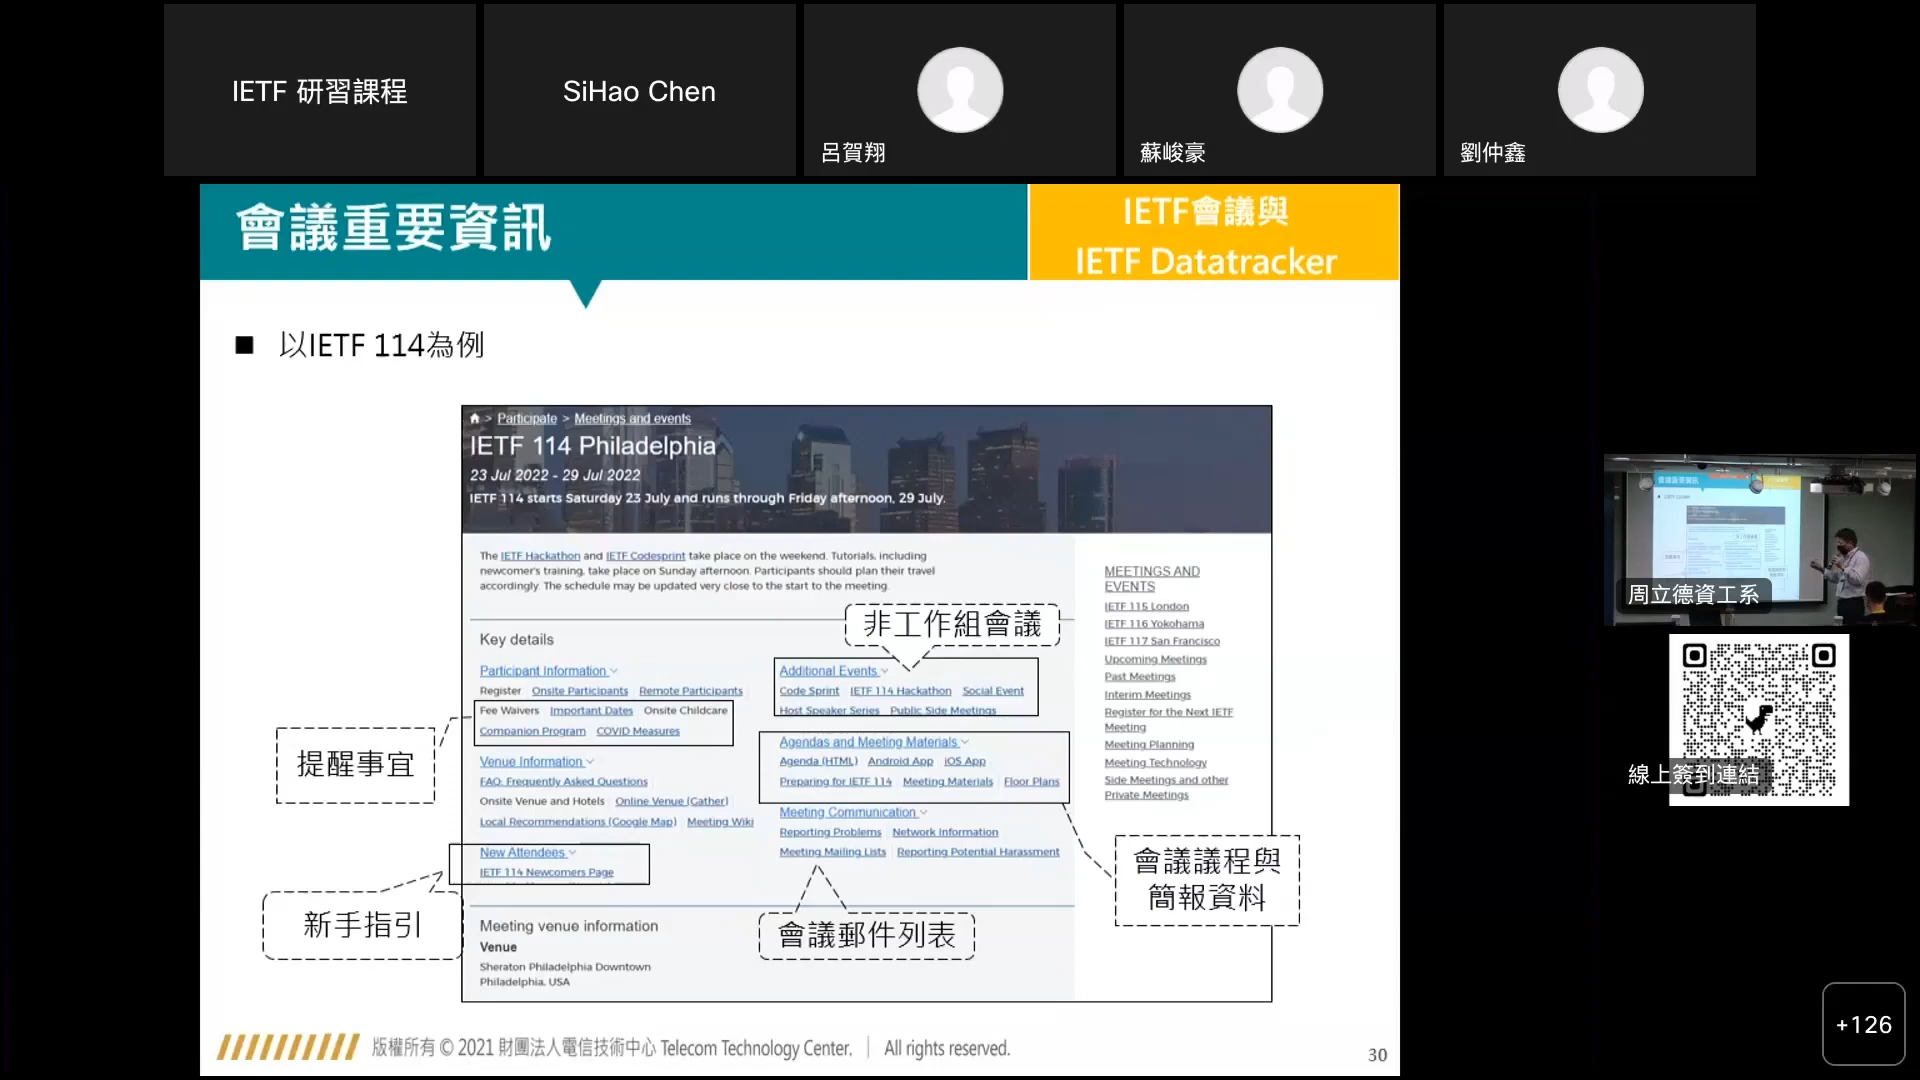 IETF 研習課程
SiHao Chen
呂賀翔
蘇峻豪
劉仲鑫
會議重要資訊
IETF會議與
IETF Datatracker
■ 以IETF 114為例
> Participate > Meetings and events
IETF 114 Philadelphia
23 Jul 2022 - 29 Jul 2022
IETF 114 starts Saturday 23 July and runs through Friday afternoon, 29 July.
The IETF Hackathon and IETF Codesprint take place on the weekend. Tutorials, including
newcomer's training, take place on Sunday afternoon. Participants should plan their travel
accordingly. The schedule may be updated very close to the start to the meeting.
Key details
Participant Information
Register Onsite Participants Remote Participants
Fee Waivers Important Dates Onsite Childcare
Companion Program COVID Measures
Venue Information
FAQ: Frequently Asked Questions
Onsite Venue and Hotels Online Venue (Gather)
Local Recommendations (Google Map) Meeting Wiki
New Attendees
IETF 114 Newcomers Page
非工作組會議
Additional Events
Code Sprint IETF 114 Hackathon Social Event
Host Speaker Series Public Side Meetings
Agendas and Meeting Materials
Agenda (HTML) Android App iOS App
Preparing for IETF 114 Meeting Materials Floor Plans
Meeting Communication
Reporting Problems Network Information
Meeting Mailing Lists Reporting Potential Harassment
MEETINGS AND
EVENTS
IETF 115 London
IETF 116 Yokohama
IETF 117 San Francisco
Upcoming Meetings
Past Meetings
Interim Meetings
Register for the Next IETF
Meeting
Meeting Planning
Meeting Technology
Side Meetings and other
Private Meetings
提醒事宜
新手指引
會議郵件列表
會議議程與
簡報資料
Meeting venue information
Venue
Sheraton Philadelphia Downtown
Philadelphia, USA
版權所有 © 2021 財團法人電信技術中心 Telecom Technology Center. | All rights reserved.
30
會議重要資訊
周立德資工系
線上簽到連結
+126